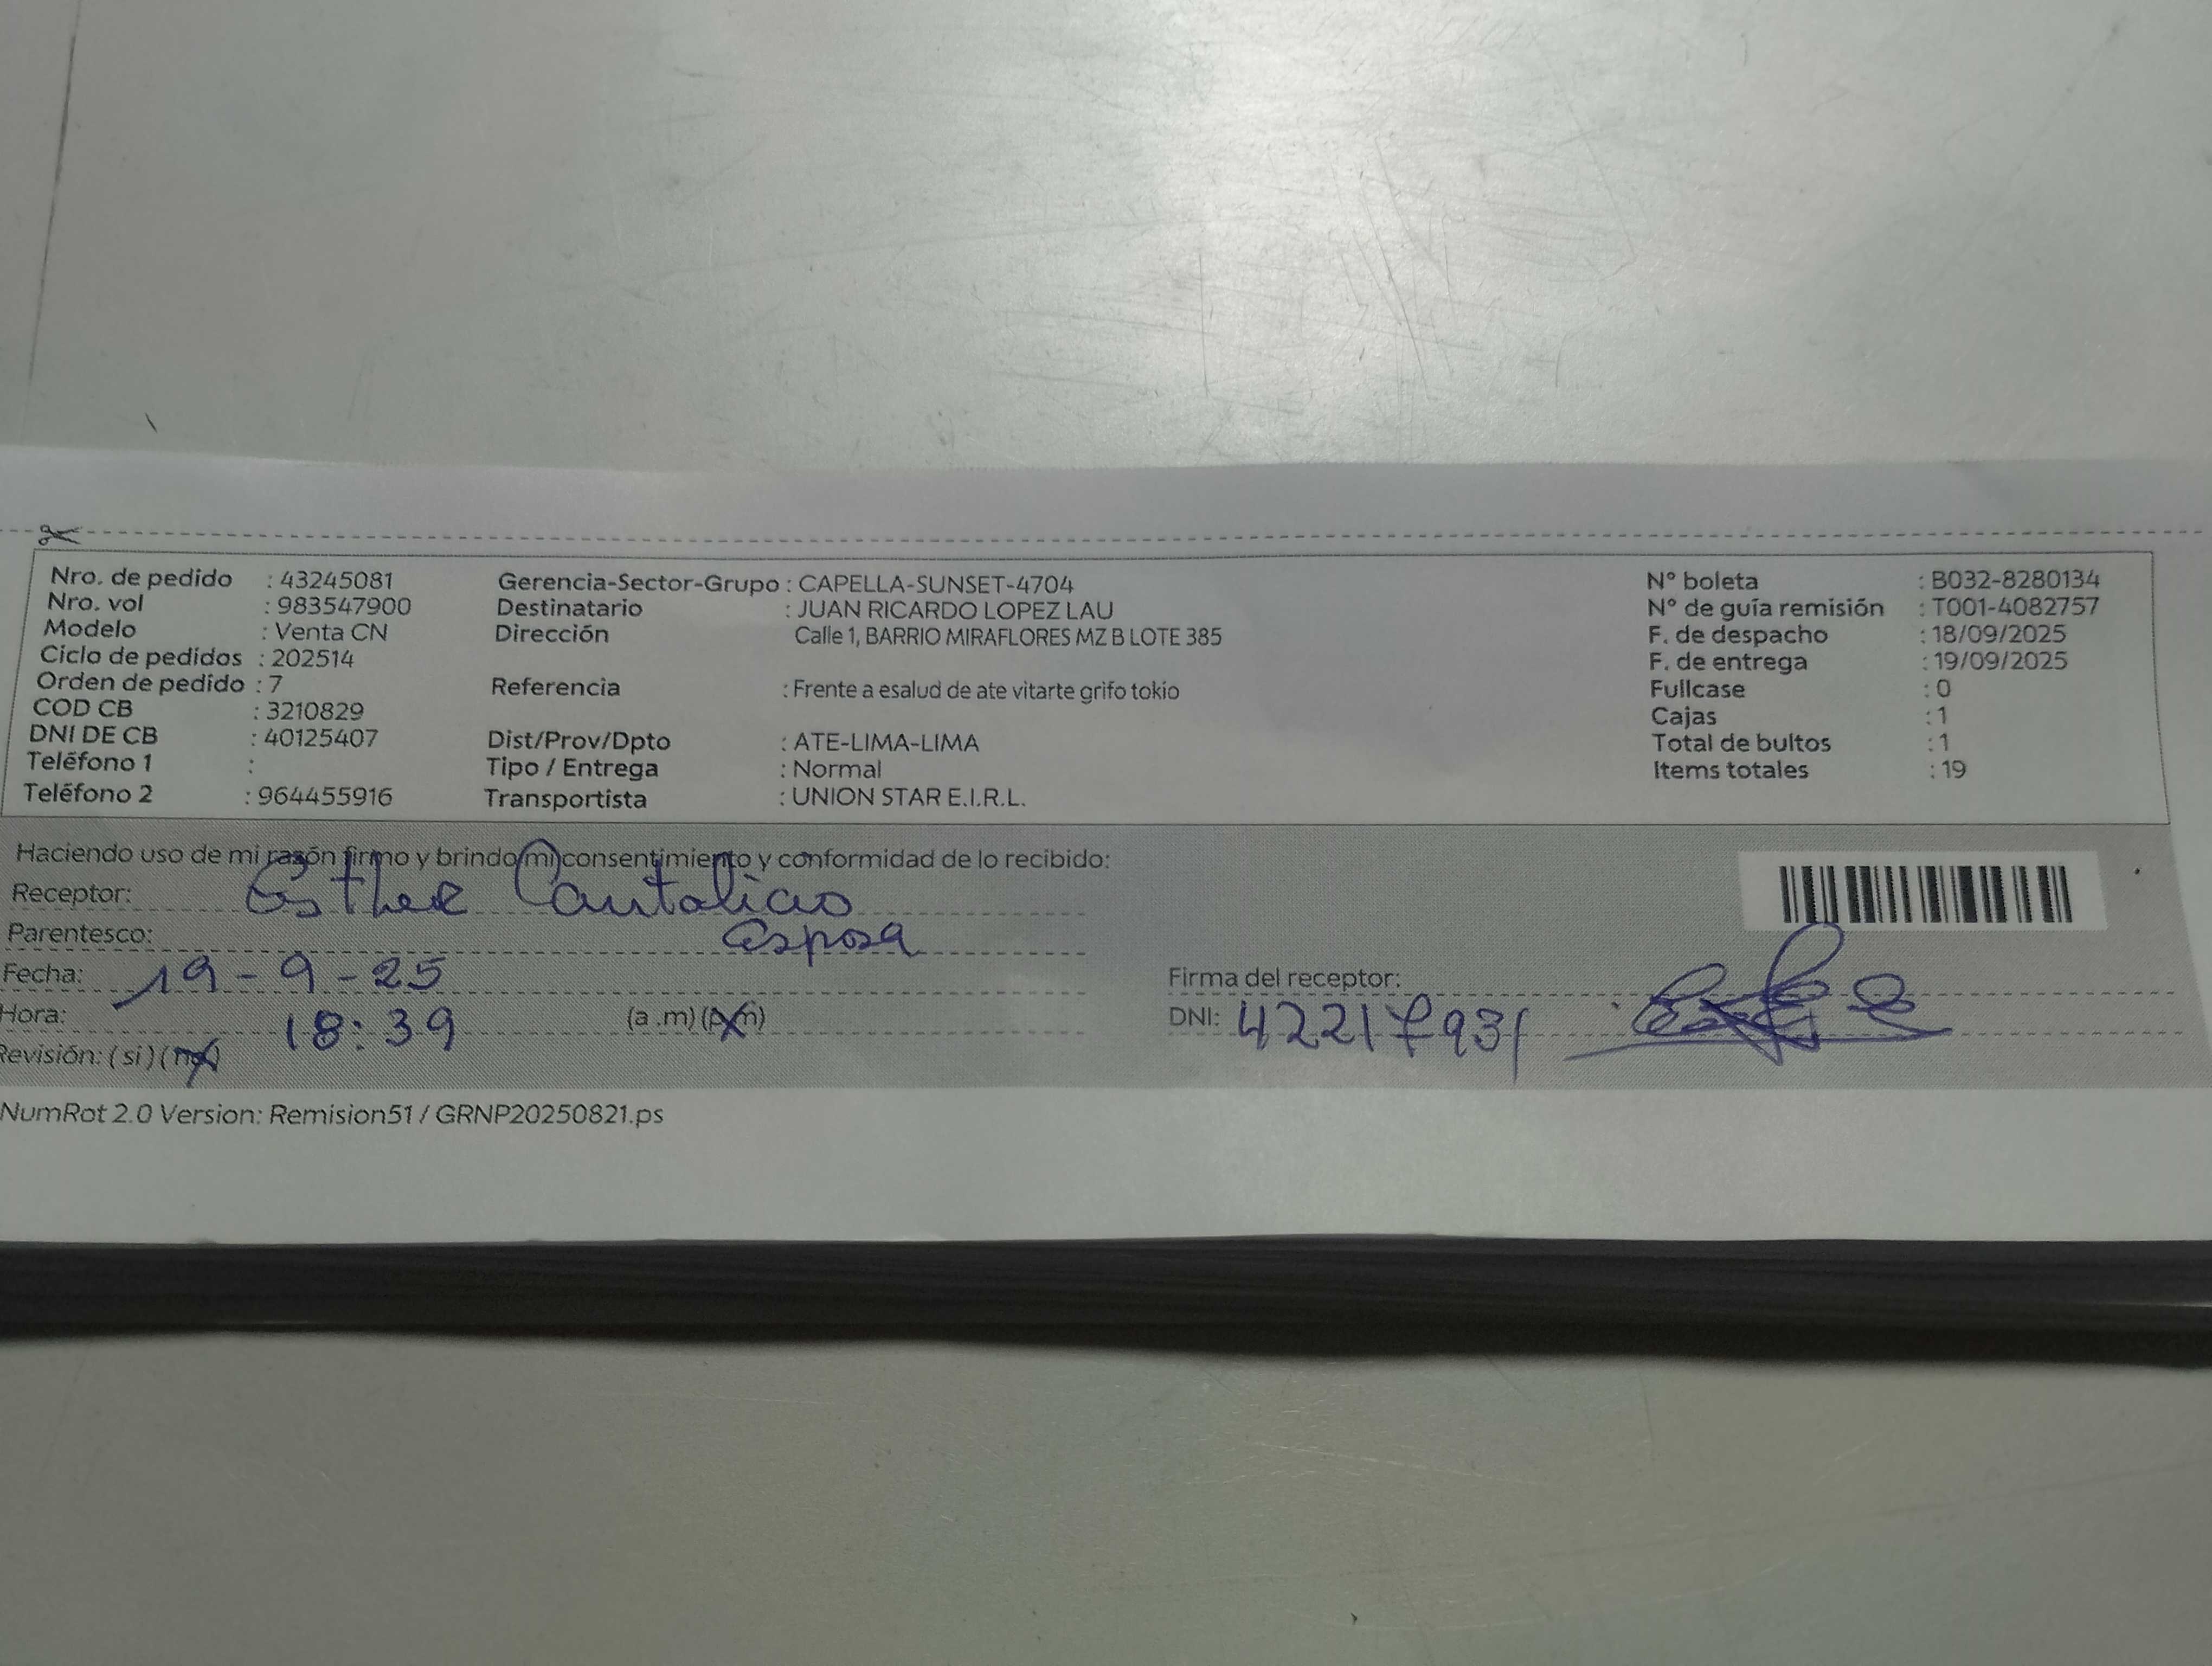 Nro. de pedido : 43245081 Gerencia-Sector-Grupo : CAPELLA-SUNSET-4704 N° boleta : B032-8280134
Nro. vol : 983547900 Destinatario : JUAN RICARDO LOPEZ LAU N° de guía remisión : T001-4082757
Modelo : Venta CN Dirección Calle 1, BARRIO MIRAFLORES MZ B LOTE 385 F. de despacho : 18/09/2025
Ciclo de pedidos : 202514 F. de entrega : 19/09/2025
Orden de pedido : 7 Referencia : Frente a esalud de ate vitarte grifo tokio Fullcase : 0
COD CB : 3210829 Cajas : 1
DNI DE CB : 40125407 Dist/Prov/Dpto : ATE-LIMA-LIMA Total de bultos : 1
Teléfono 1 : Tipo / Entrega : Normal Items totales : 19
Teléfono 2 : 964455916 Transportista : UNION STAR E.I.R.L.
Haciendo uso de mi razón firmo y brindo mi consentimiento y conformidad de lo recibido:
Receptor: Esther Cantalicio
Parentesco: Esposa
Fecha: 19-9-25 Firma del receptor:
Hora: 18:39 (a .m) (p.m) DNI: 42217931
Revisión: ( si ) ( no )
NumRot 2.0 Version: Remision51 / GRNP20250821.ps